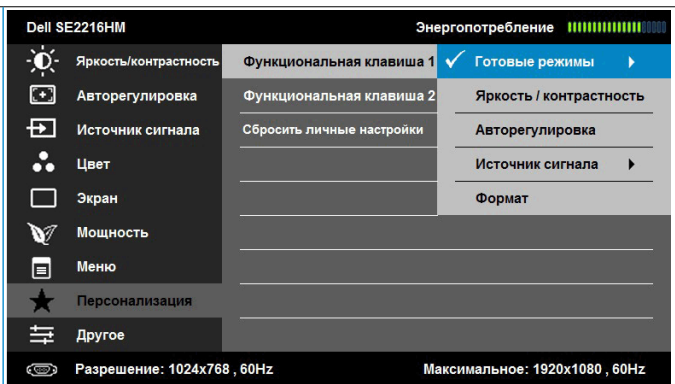 Dell SE2216HM Энергопотребление
Яркость/контрастность Функциональная клавиша 1 Готовые режимы
Авторегулировка Функциональная клавиша 2 Яркость / контрастность
Источник сигнала Сбросить личные настройки Авторегулировка
Цвет Источник сигнала
Экран Формат
Мощность
Меню
Персонализация
Другое
Разрешение: 1024x768 , 60Hz Максимальное: 1920x1080 , 60Hz